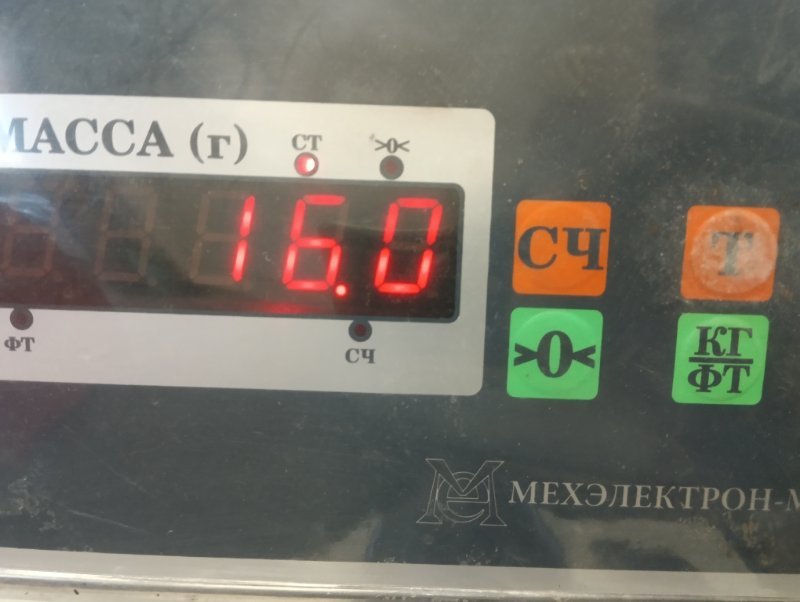 МАССА (г)
СТ
>0<
16.0
ФТ
СЧ
СЧ
Т
>0<
КГ
ФТ
МЕХЭЛЕКТРОН-М